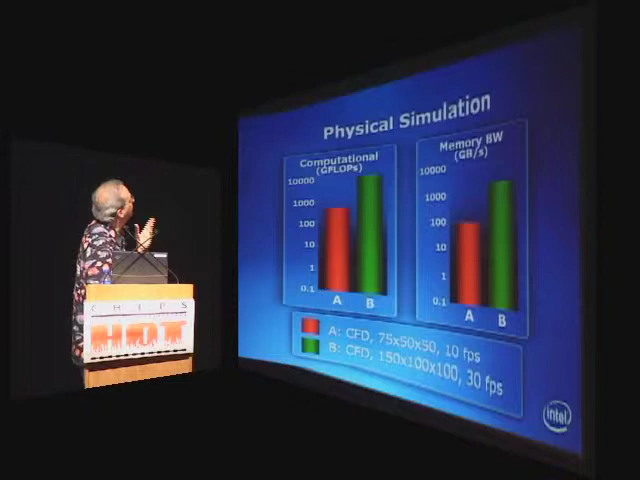 Physical Simulation
Computational
(GFLOPs)
10000
1000
100
10
1
0.1
A
B
Memory BW
(GB/s)
10000
1000
100
10
1
0.1
A
B
A: CFD, 75x50x50, 10 fps
B: CFD, 150x100x100, 30 fps
intel
CHIPS
HOT